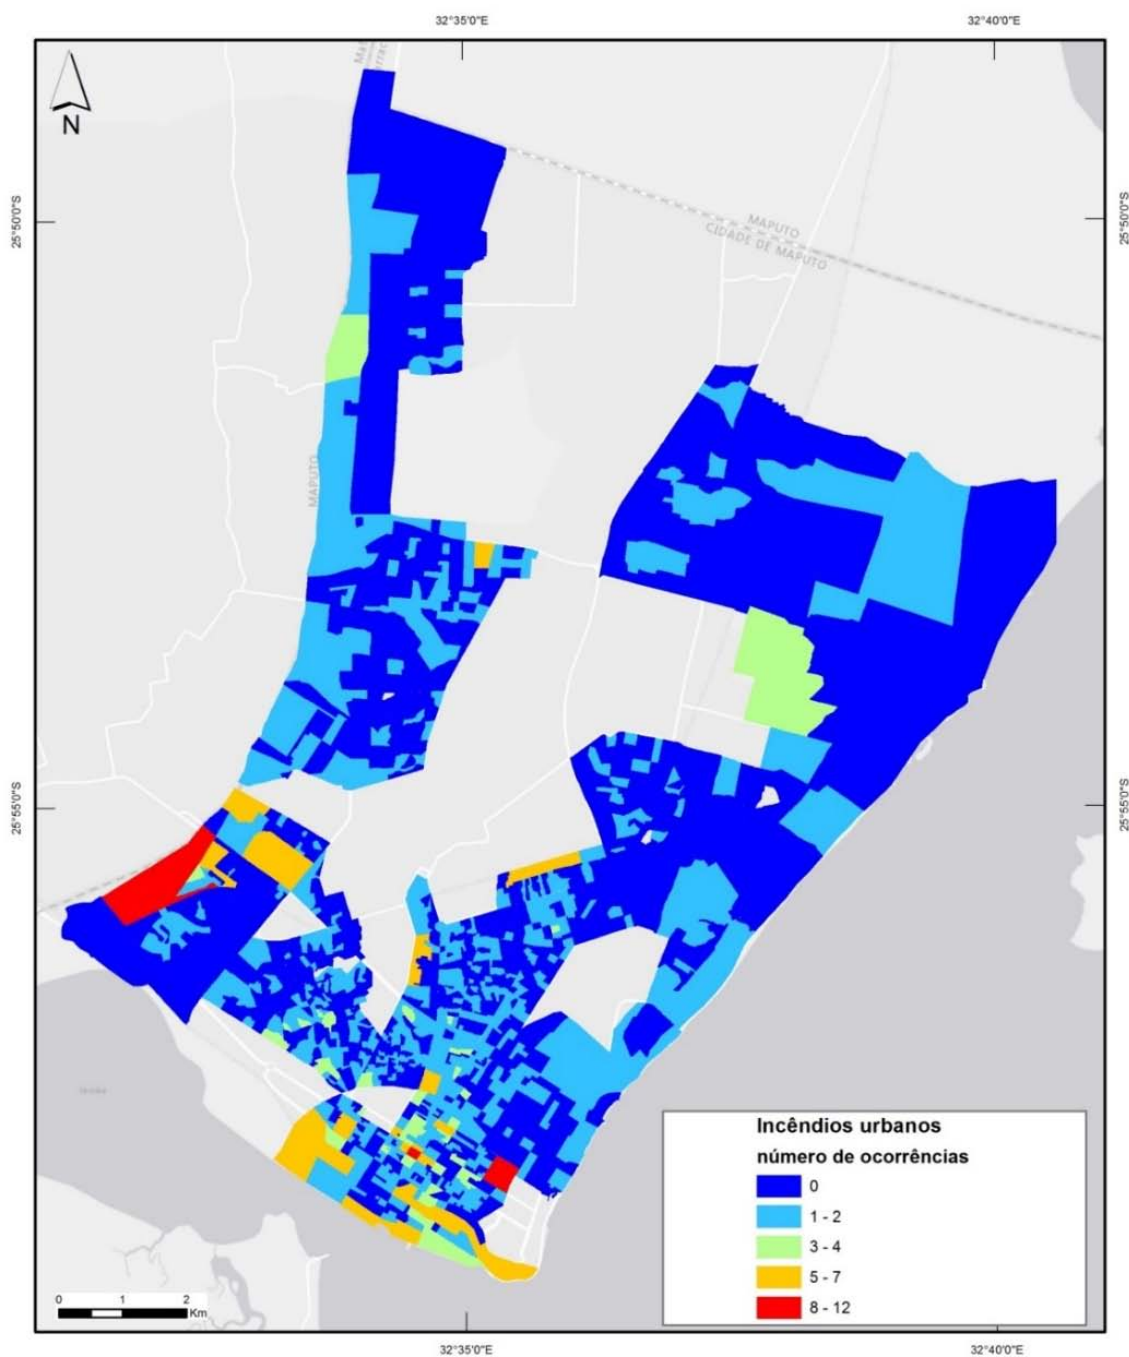 32°35'0"E
32°40'0"E
N
25°50'0"S
25°50'0"S
MAPUTO
CIDADE DE MAPUTO
MAPUTO
25°55'0"S
25°55'0"S
Incêndios urbanos
número de ocorrências
0
1 - 2
3 - 4
5 - 7
8 - 12
0 1 2
Km
32°35'0"E
32°40'0"E